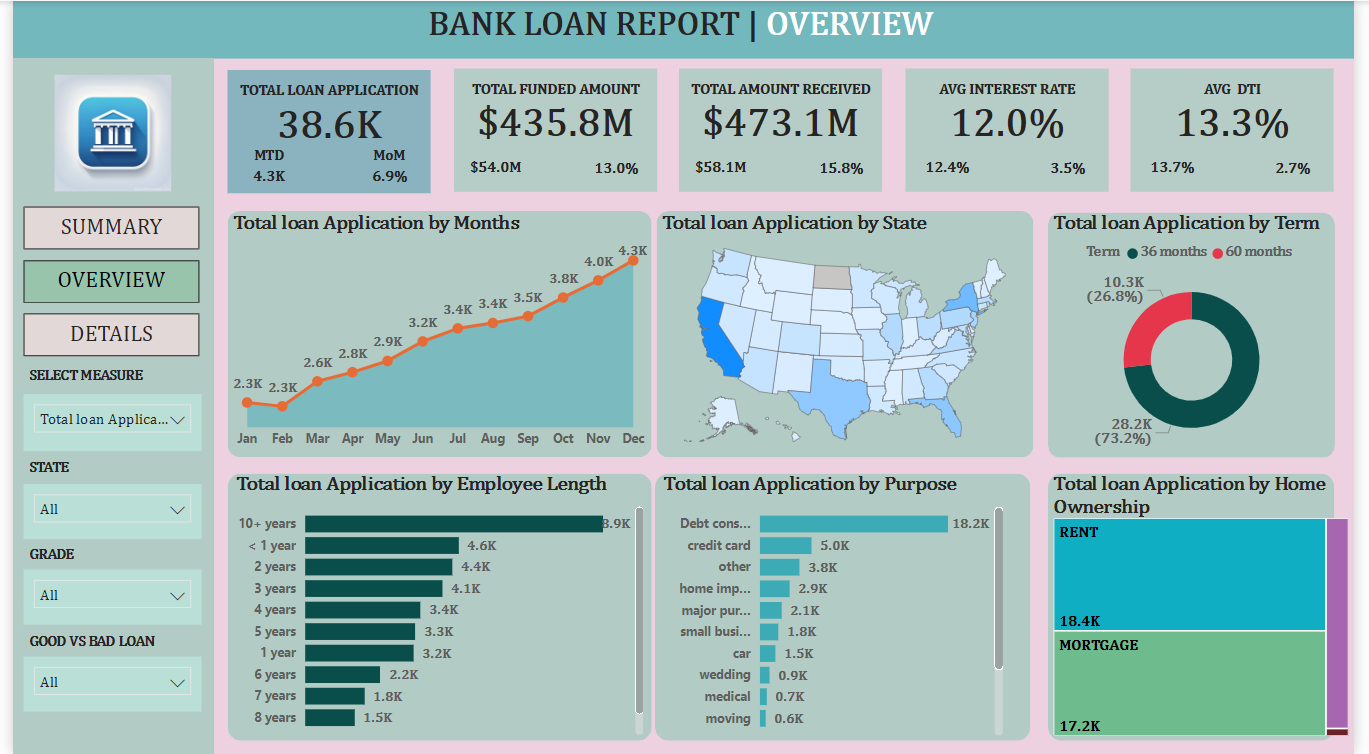 BANK LOAN REPORT | OVERVIEW
TOTAL LOAN APPLICATION
38.6K
MTD
MoM
4.3K
6.9%
TOTAL FUNDED AMOUNT
$435.8M
$54.0M
13.0%
TOTAL AMOUNT RECEIVED
$473.1M
$58.1M
15.8%
AVG INTEREST RATE
12.0%
12.4%
3.5%
AVG DTI
13.3%
13.7%
2.7%
SUMMARY
OVERVIEW
DETAILS
SELECT MEASURE
Total loan Applica...
STATE
All
GRADE
All
GOOD VS BAD LOAN
All
Total loan Application by Months
2.3K
2.3K
2.6K
2.8K
2.9K
3.2K
3.4K
3.4K
3.5K
3.8K
4.0K
4.3K
Jan Feb Mar Apr May Jun Jul Aug Sep Oct Nov Dec
Total loan Application by State
Total loan Application by Term
Term 36 months 60 months
10.3K
(26.8%)
28.2K
(73.2%)
Total loan Application by Employee Length
10+ years 8.9K
< 1 year 4.6K
2 years 4.4K
3 years 4.1K
4 years 3.4K
5 years 3.3K
1 year 3.2K
6 years 2.2K
7 years 1.8K
8 years 1.5K
Total loan Application by Purpose
Debt cons... 18.2K
credit card 5.0K
other 3.8K
home imp... 2.9K
major pur... 2.1K
small busi... 1.8K
car 1.5K
wedding 0.9K
medical 0.7K
moving 0.6K
Total loan Application by Home
Ownership
RENT
18.4K
MORTGAGE
17.2K